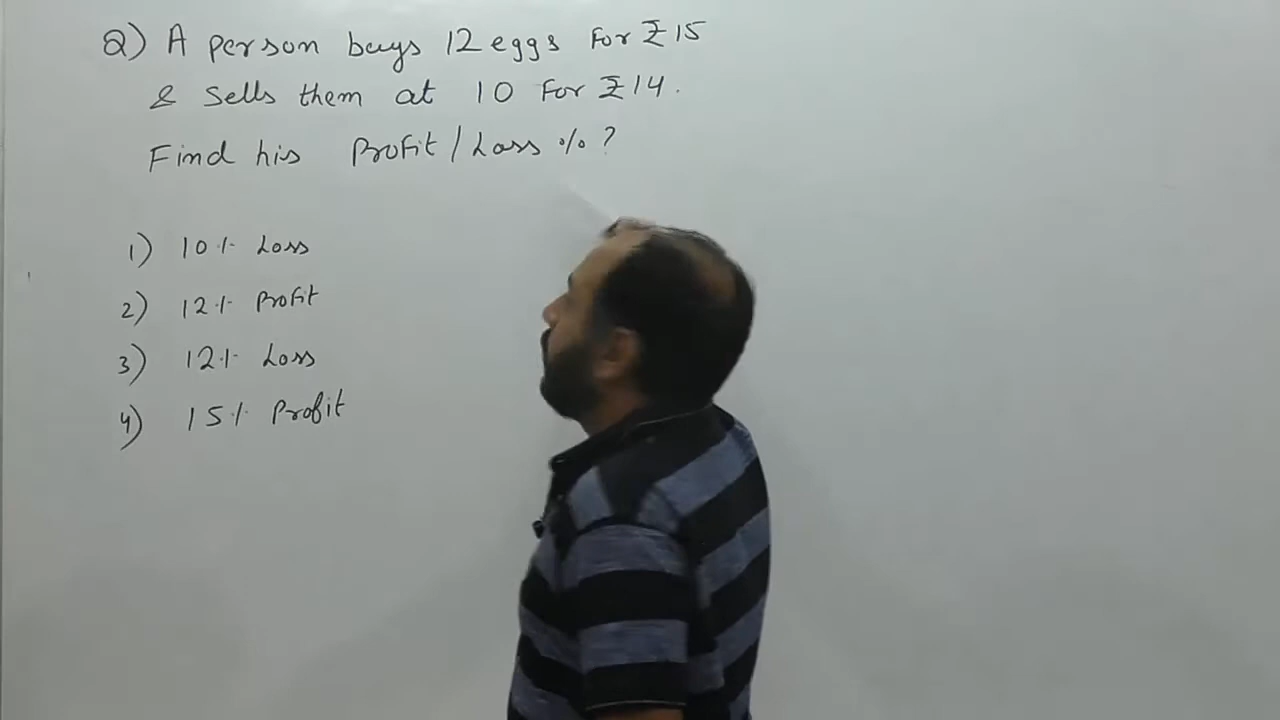 Q) A person buys 12 eggs for ₹15
& sells them at 10 for ₹14.
Find his Profit/Loss %?
1) 10% Loss
2) 12% Profit
3) 12% Loss
4) 15% Profit